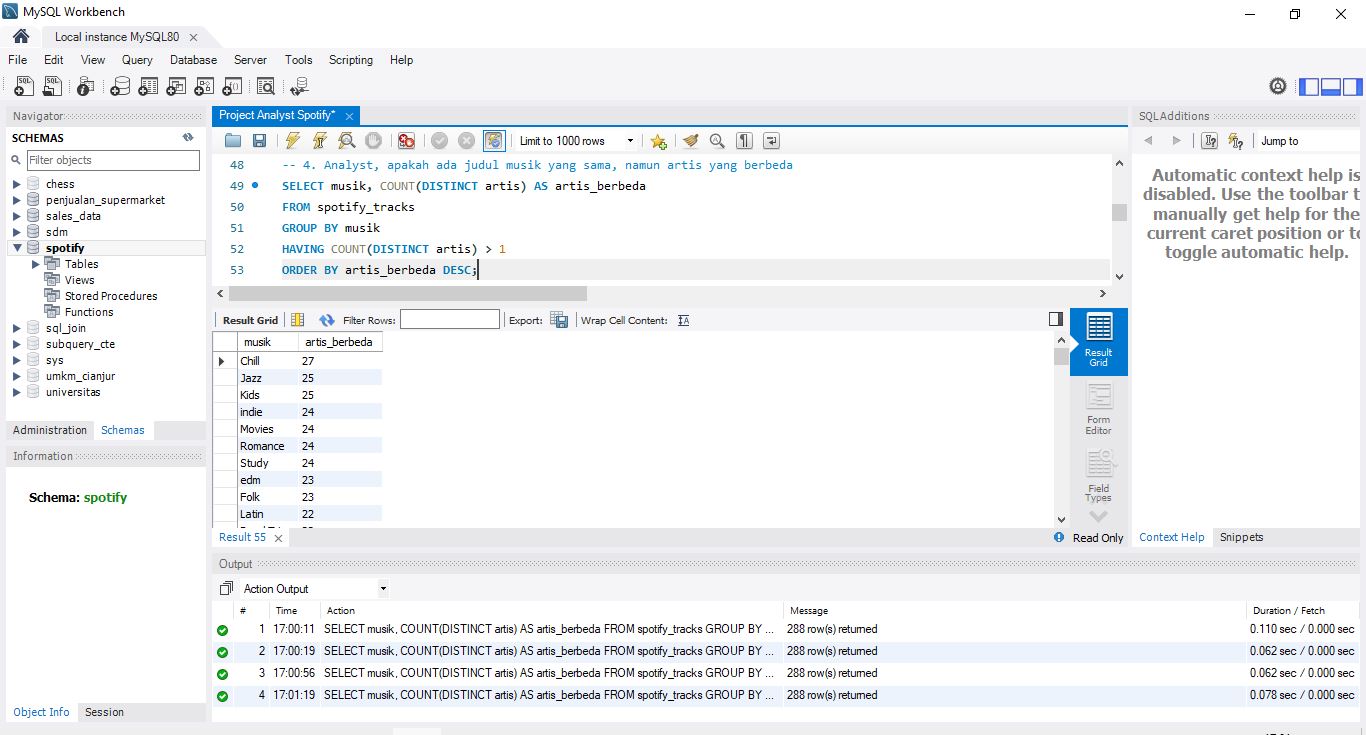 MySQL Workbench
Local instance MySQL80
File Edit View Query Database Server Tools Scripting Help
Navigator
SCHEMAS
Filter objects
chess
penjualan_supermarket
sales_data
sdm
spotify
Tables
Views
Stored Procedures
Functions
sql_join
subquery_cte
sys
umkm_cianjur
universitas
Administration Schemas
Information
Schema: spotify
Object Info Session
Project Analyst Spotify*
Limit to 1000 rows
48 -- 4. Analyst, apakah ada judul musik yang sama, namun artis yang berbeda
49 SELECT musik, COUNT(DISTINCT artis) AS artis_berbeda
50 FROM spotify_tracks
51 GROUP BY musik
52 HAVING COUNT(DISTINCT artis) > 1
53 ORDER BY artis_berbeda DESC;
Result Grid Filter Rows: Export: Wrap Cell Content:
musik artis_berbeda
Chill 27
Jazz 25
Kids 25
indie 24
Movies 24
Romance 24
Study 24
edm 23
Folk 23
Latin 22
Result Grid
Form Editor
Field Types
Result 55
Read Only
SQLAdditions
Jump to
Automatic context help is
disabled. Use the toolbar t
manually get help for the
current caret position or to
toggle automatic help.
Context Help Snippets
Output
Action Output
# Time Action Message Duration / Fetch
1 17:00:11 SELECT musik, COUNT(DISTINCT artis) AS artis_berbeda FROM spotify_tracks GROUP BY ... 288 row(s) returned 0.110 sec / 0.000 sec
2 17:00:19 SELECT musik, COUNT(DISTINCT artis) AS artis_berbeda FROM spotify_tracks GROUP BY ... 288 row(s) returned 0.062 sec / 0.000 sec
3 17:00:56 SELECT musik, COUNT(DISTINCT artis) AS artis_berbeda FROM spotify_tracks GROUP BY ... 288 row(s) returned 0.062 sec / 0.000 sec
4 17:01:19 SELECT musik, COUNT(DISTINCT artis) AS artis_berbeda FROM spotify_tracks GROUP BY ... 288 row(s) returned 0.078 sec / 0.000 sec